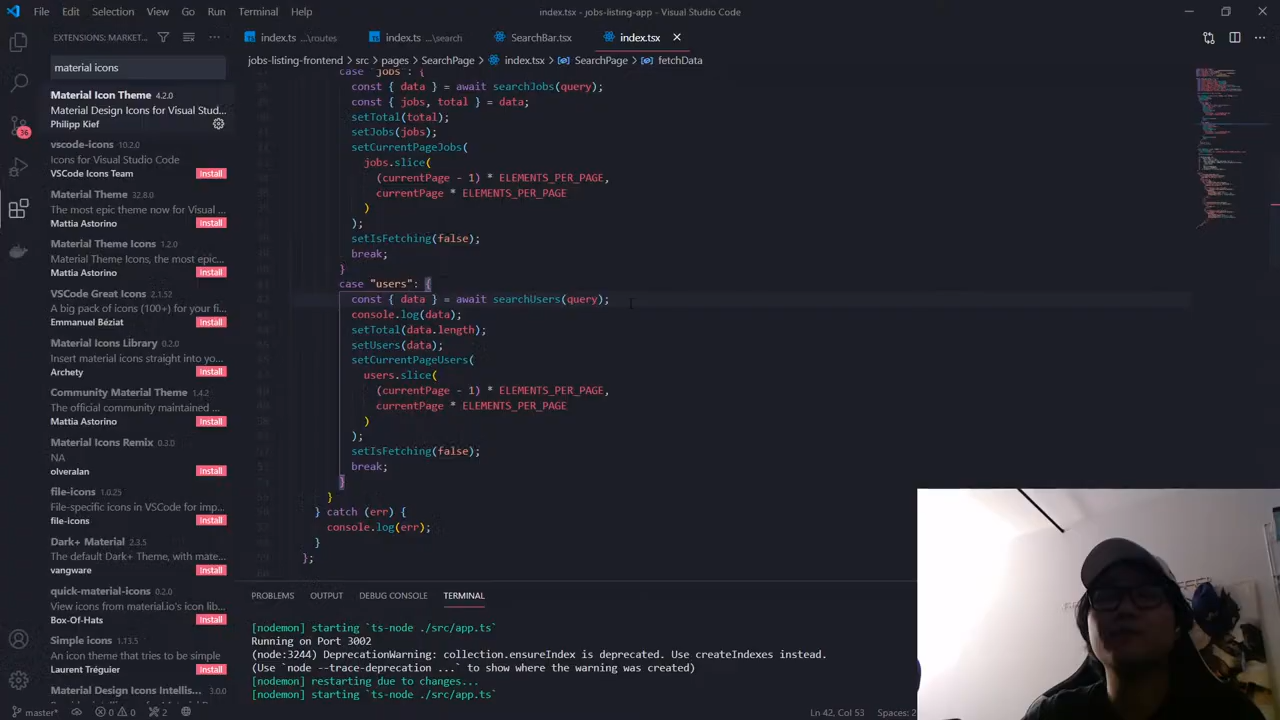 File Edit Selection View Go Run Terminal Help
index.tsx - jobs-listing-app - Visual Studio Code
EXTENSIONS: MARKET...
material icons
Material Icon Theme 4.2.0
Material Design Icons for Visual Stud...
Philipp Kief
vscode-icons 10.2.0
Icons for Visual Studio Code
VSCode Icons Team Install
Material Theme 32.8.0
The most epic theme now for Visual ...
Mattia Astorino Install
Material Theme Icons 1.2.0
Material Theme Icons, the most epic...
Mattia Astorino Install
VSCode Great Icons 2.1.52
A big pack of icons (100+) for your fi...
Emmanuel Béziat Install
Material Icons Library 0.2.0
Insert material icons straight into yo...
Archety Install
Community Material Theme 1.4.2
The official community maintained ...
Mattia Astorino Install
Material Icons Remix 0.3.0
NA
olveralan Install
file-icons 1.0.25
File-specific icons in VSCode for imp...
file-icons Install
Dark+ Material 2.3.5
The default Dark+ Theme, with mate...
vangware Install
quick-material-icons 0.2.0
View icons from material.io's icon lib...
Box-Of-Hats Install
Simple icons 1.13.5
An icon theme that tries to be simple
Laurent Tréguier Install
Material Design Icons Intellis... 3.0.0
36
index.ts ...\routes
index.ts ...\search
SearchBar.tsx
index.tsx
jobs-listing-frontend > src > pages > SearchPage > index.tsx > SearchPage > fetchData
case "jobs": {
const { data } = await searchJobs(query);
const { jobs, total } = data;
setTotal(total);
setJobs(jobs);
setCurrentPageJobs(
jobs.slice(
(currentPage - 1) * ELEMENTS_PER_PAGE,
currentPage * ELEMENTS_PER_PAGE
)
);
setIsFetching(false);
break;
}
case "users": {
const { data } = await searchUsers(query);
console.log(data);
setTotal(data.length);
setUsers(data);
setCurrentPageUsers(
users.slice(
(currentPage - 1) * ELEMENTS_PER_PAGE,
currentPage * ELEMENTS_PER_PAGE
)
);
setIsFetching(false);
break;
}
}
} catch (err) {
console.log(err);
}
};
PROBLEMS OUTPUT DEBUG CONSOLE TERMINAL
[nodemon] starting `ts-node ./src/app.ts`
Running on Port 3002
(node:3244) DeprecationWarning: collection.ensureIndex is deprecated. Use createIndexes instead.
(Use `node --trace-deprecation ...` to show where the warning was created)
[nodemon] restarting due to changes...
[nodemon] starting `ts-node ./src/app.ts`
master* 0 0 2
Ln 42, Col 53 Spaces: